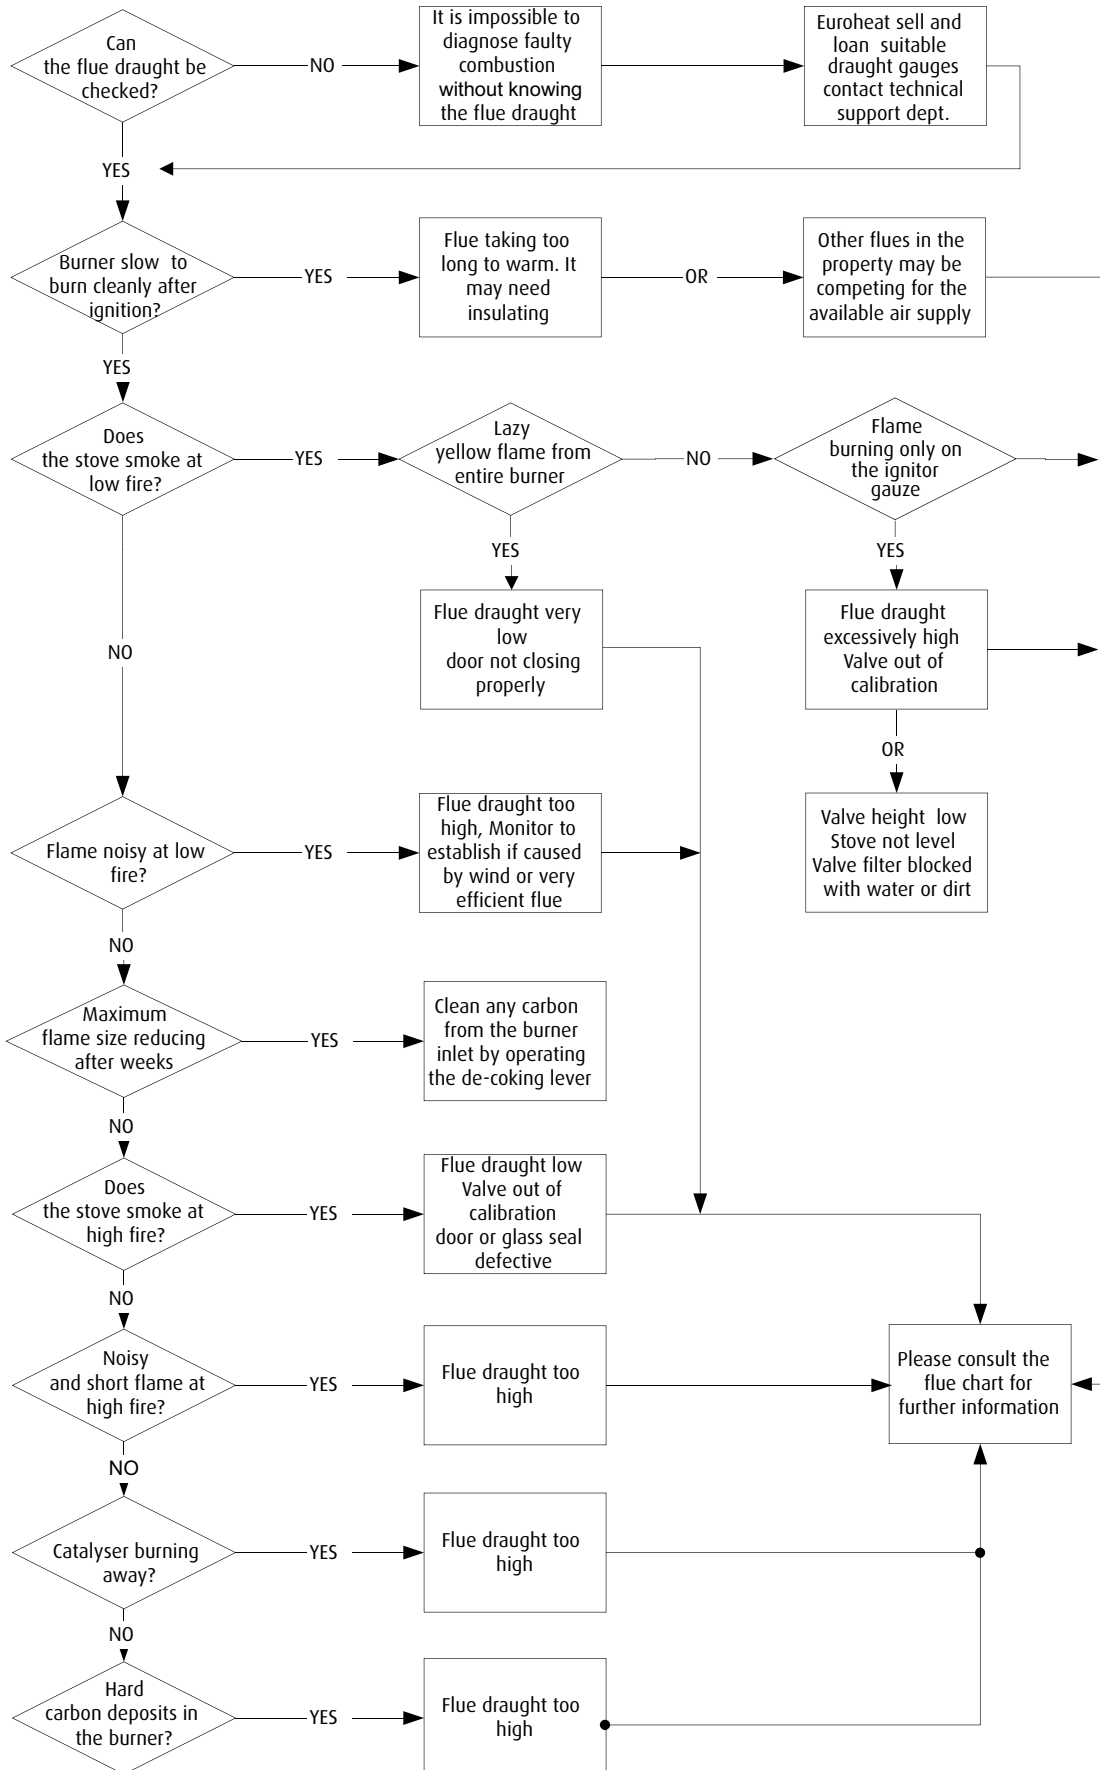 Can
the flue draught be
checked?
NO
It is impossible to
diagnose faulty
combustion
without knowing
the flue draught
Euroheat sell and
loan suitable
draught gauges
contact technical
support dept.
YES
Burner slow to
burn cleanly after
ignition?
YES
Flue taking too
long to warm. It
may need
insulating
OR
Other flues in the
property may be
competing for the
available air supply
YES
Does
the stove smoke at
low fire?
YES
Lazy
yellow flame from
entire burner
NO
Flame
burning only on
the ignitor
gauze
YES
Flue draught very
low
door not closing
properly
YES
Flue draught
excessively high
Valve out of
calibration
OR
Valve height low
Stove not level
Valve filter blocked
with water or dirt
NO
Flame noisy at low
fire?
YES
Flue draught too
high, Monitor to
establish if caused
by wind or very
efficient flue
NO
Maximum
flame size reducing
after weeks
YES
Clean any carbon
from the burner
inlet by operating
the de-coking lever
NO
Does
the stove smoke at
high fire?
YES
Flue draught low
Valve out of
calibration
door or glass seal
defective
NO
Noisy
and short flame at
high fire?
YES
Flue draught too
high
Please consult the
flue chart for
further information
NO
Catalyser burning
away?
YES
Flue draught too
high
NO
Hard
carbon deposits in
the burner?
YES
Flue draught too
high